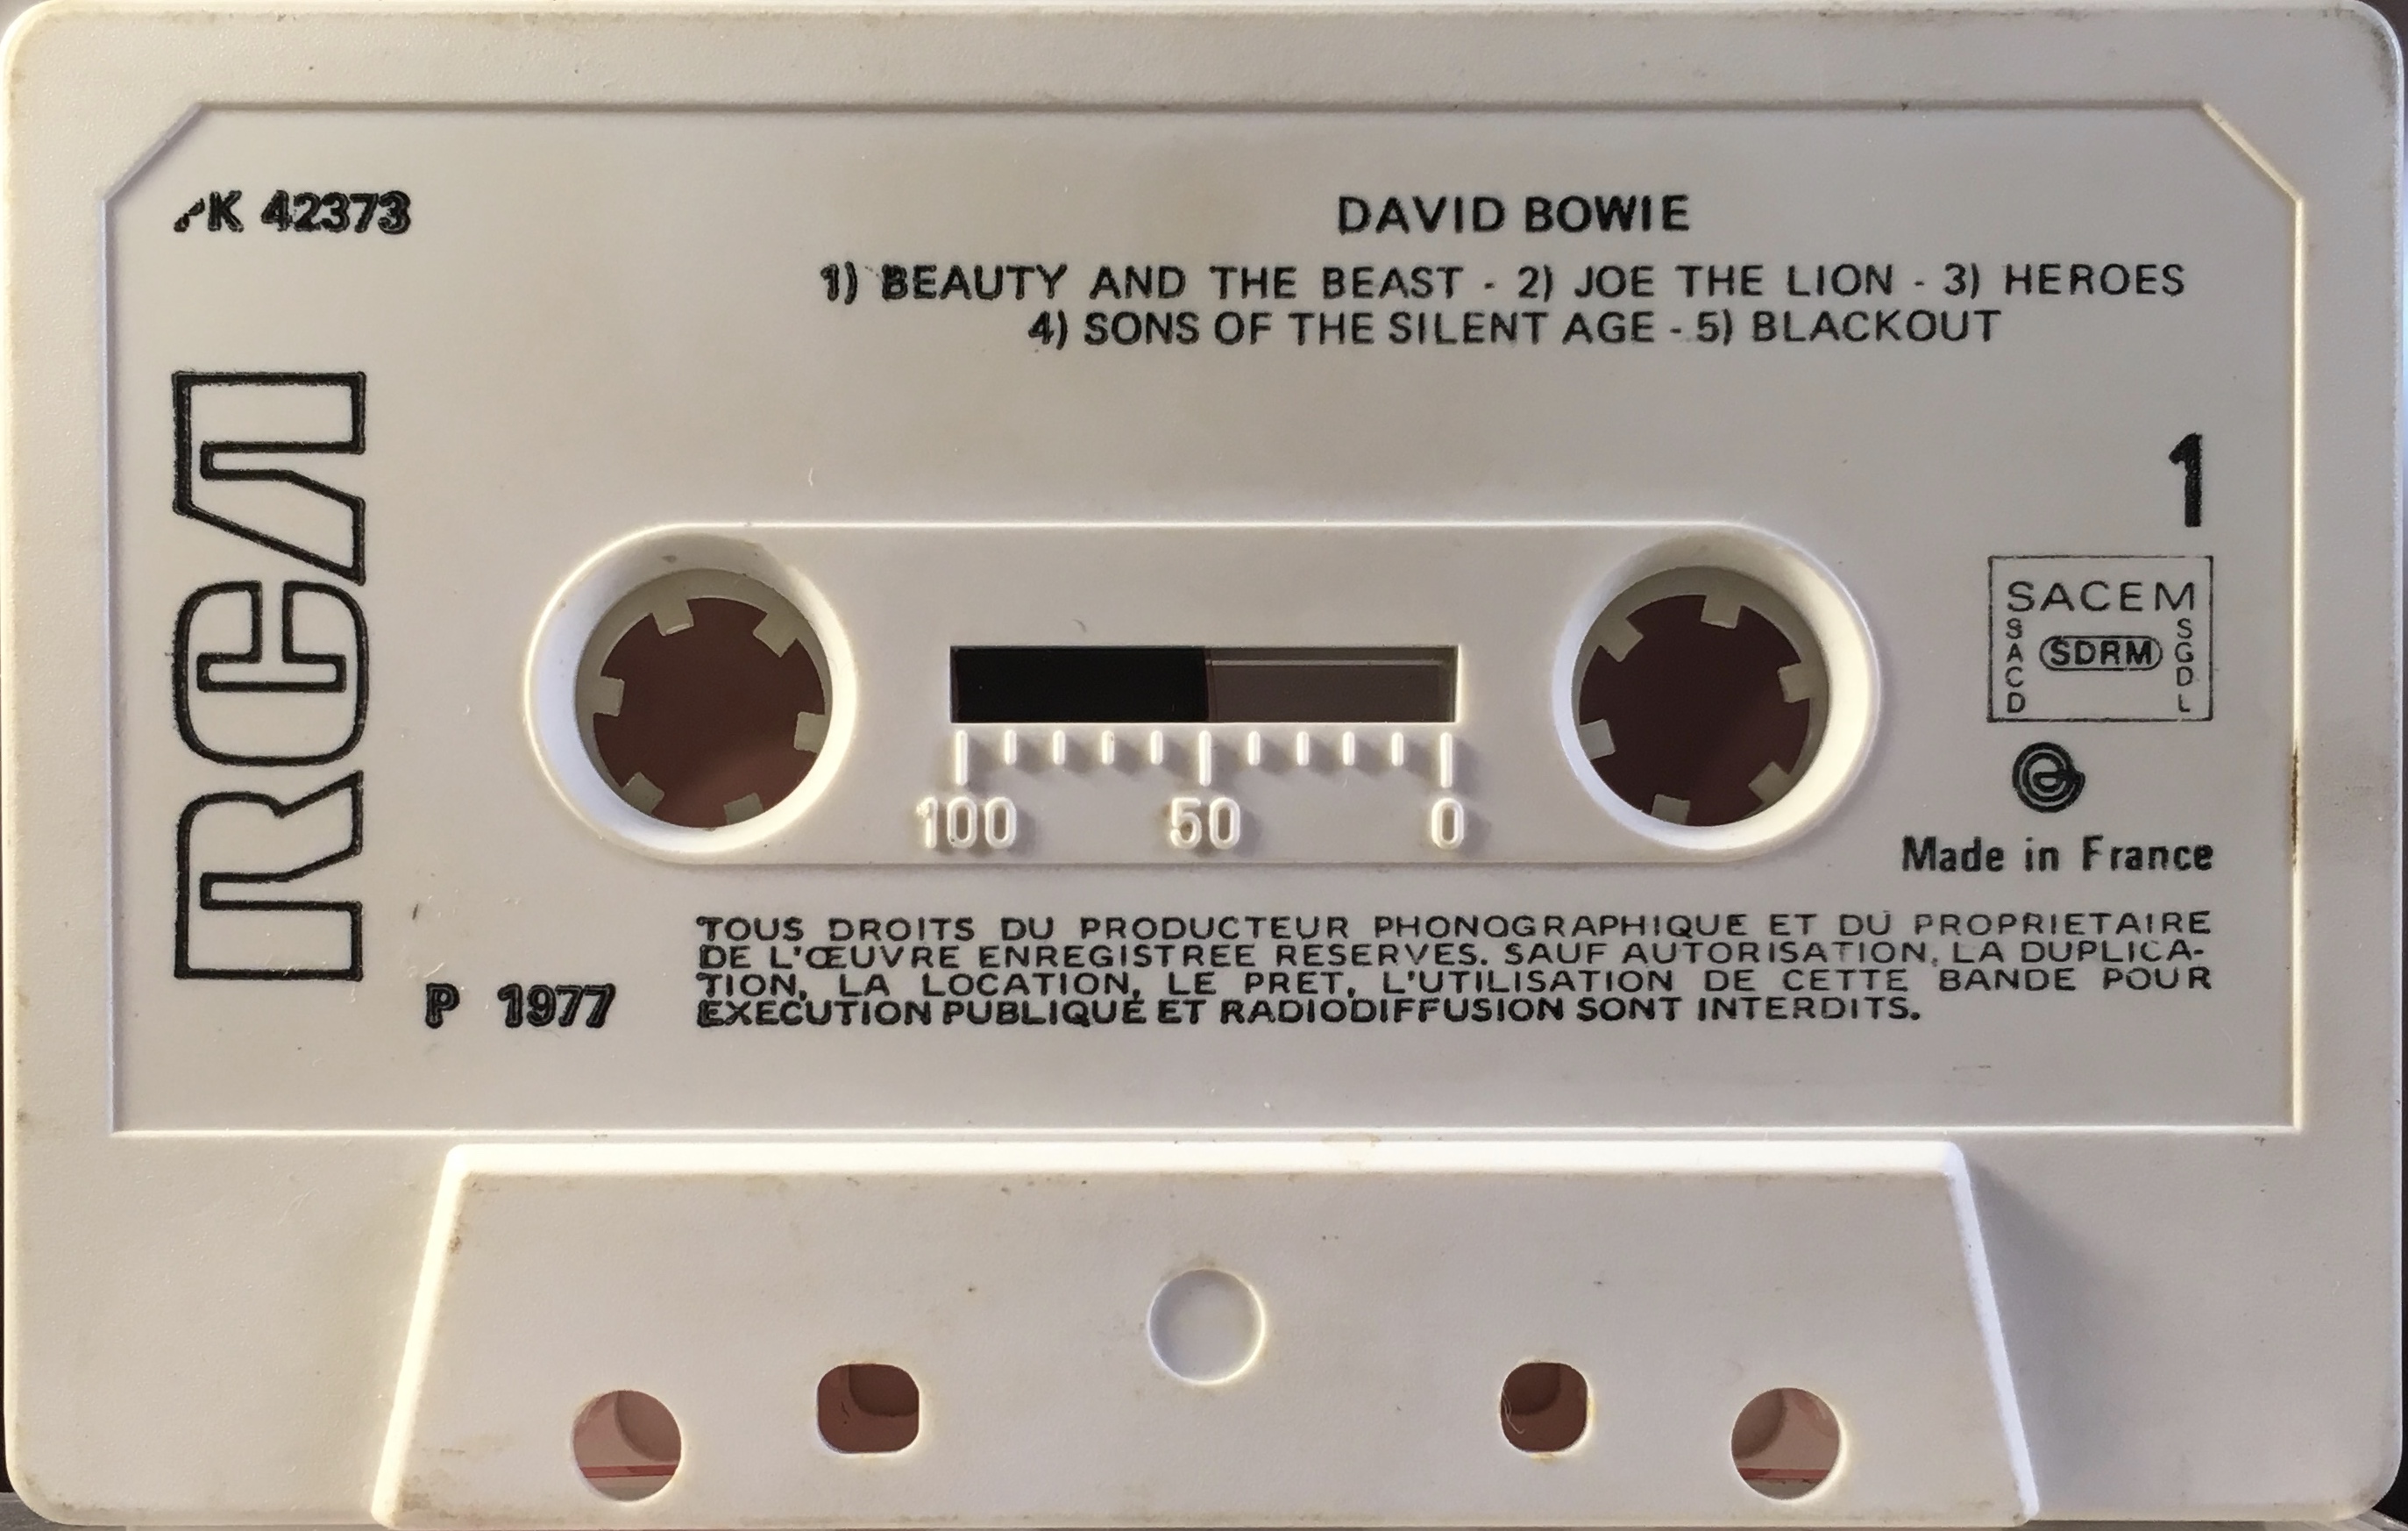 PK 42373
DAVID BOWIE
1) BEAUTY AND THE BEAST - 2) JOE THE LION - 3) HEROES
4) SONS OF THE SILENT AGE - 5) BLACKOUT
RCA
1
SACEM
SACD
SDRM
SGDL
Made in France
100 50 0
P 1977
TOUS DROITS DU PRODUCTEUR PHONOGRAPHIQUE ET DU PROPRIETAIRE
DE L'ŒUVRE ENREGISTREE RESERVES. SAUF AUTORISATION, LA DUPLICA-
TION, LA LOCATION, LE PRET, L'UTILISATION DE CETTE BANDE POUR
EXECUTION PUBLIQUE ET RADIODIFFUSION SONT INTERDITS.